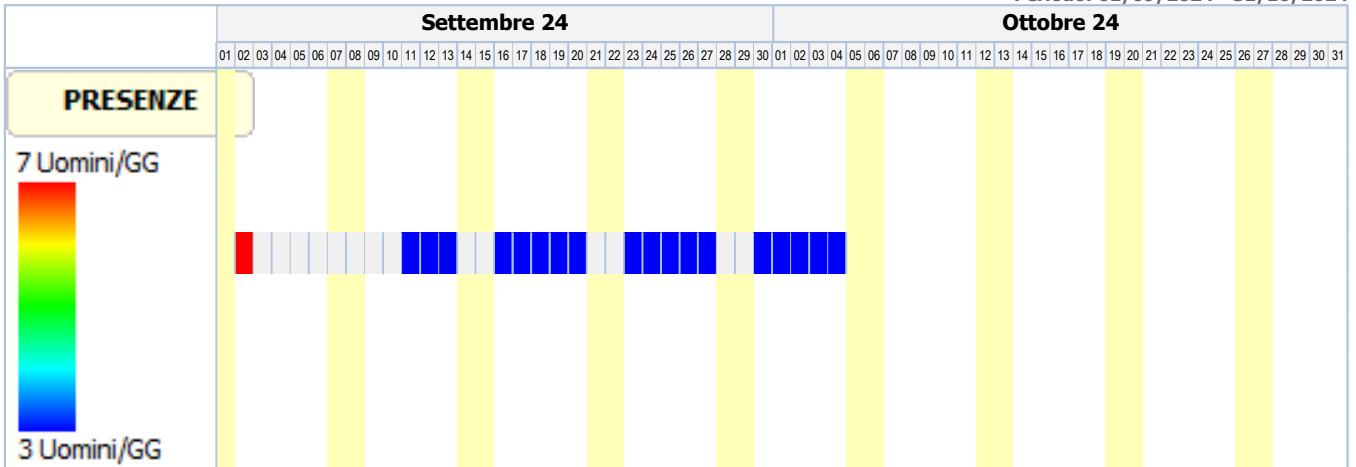 Settembre 24 Ottobre 24
01 02 03 04 05 06 07 08 09 10 11 12 13 14 15 16 17 18 19 20 21 22 23 24 25 26 27 28 29 30 01 02 03 04 05 06 07 08 09 10 11 12 13 14 15 16 17 18 19 20 21 22 23 24 25 26 27 28 29 30 31
PRESENZE
7 Uomini/GG
3 Uomini/GG